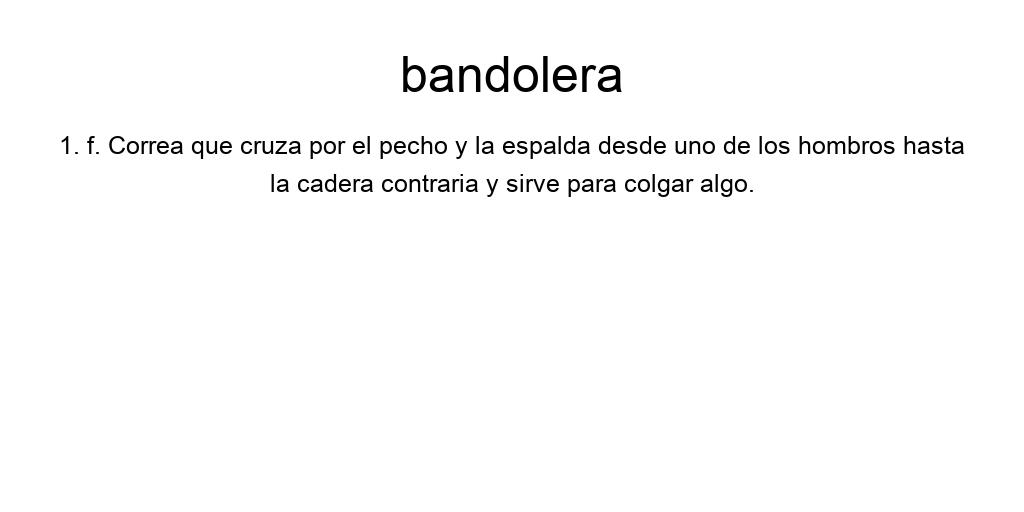 bandolera
1. f. Correa que cruza por el pecho y la espalda desde uno de los hombros hasta
la cadera contraria y sirve para colgar algo.